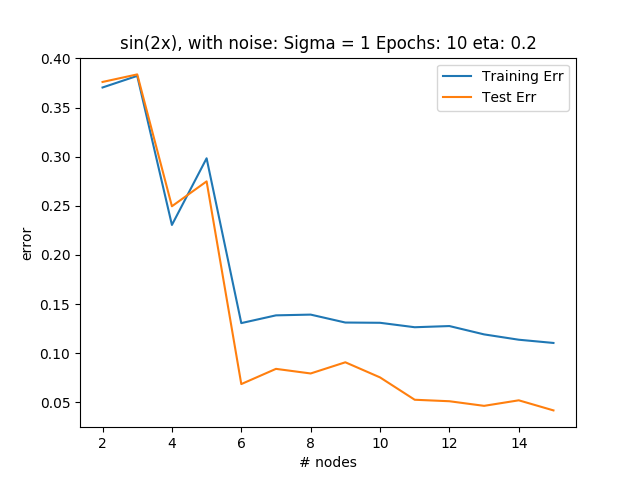 sin(2x), with noise: Sigma = 1 Epochs: 10 eta: 0.2
Training Err
Test Err
0.40
0.35
0.30
0.25
0.20
0.15
0.10
0.05
error
2 4 6 8 10 12 14
# nodes